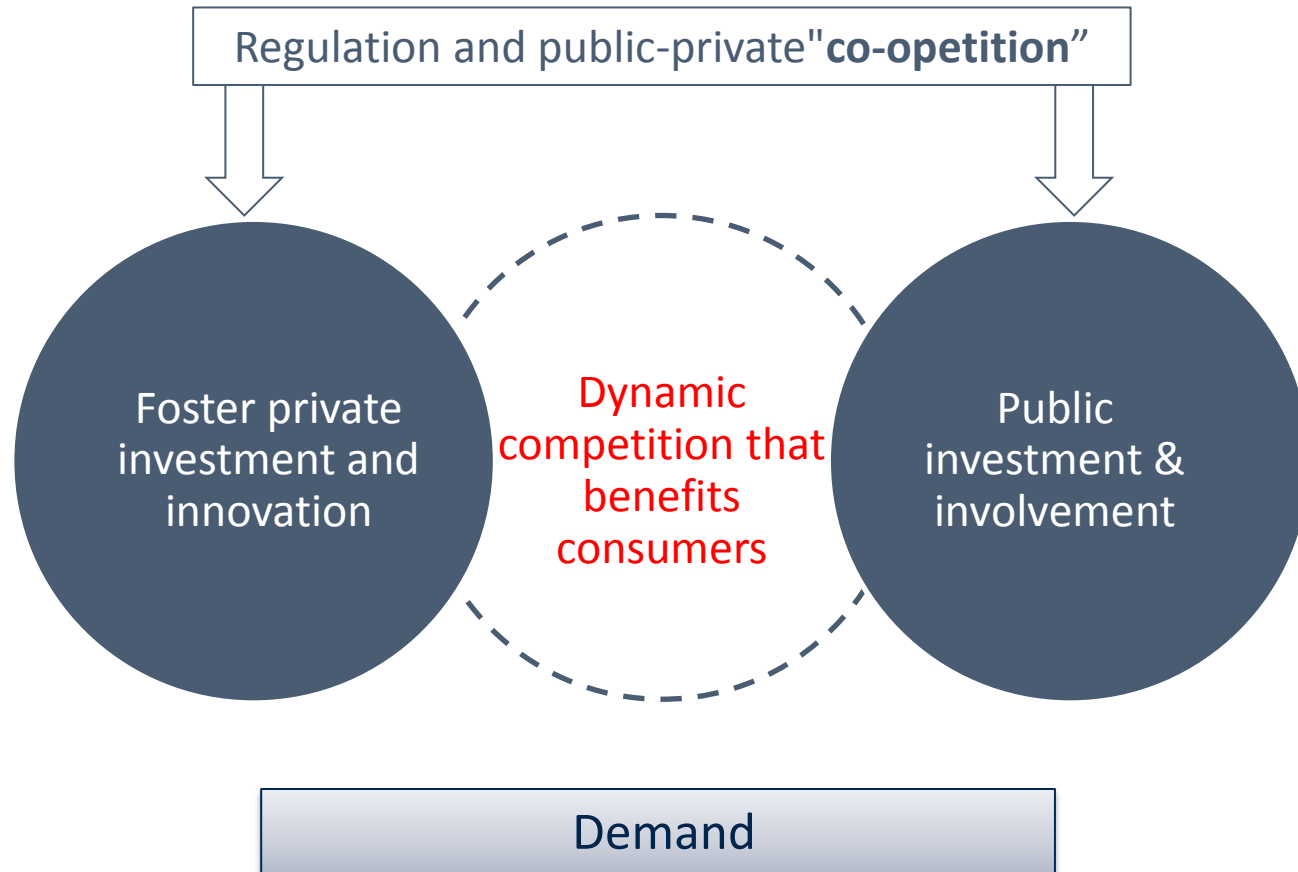 Regulation and public-private"co-opetition”
Foster private
investment and
innovation
Dynamic
competition that
benefits
consumers
Public
investment &
involvement
Demand